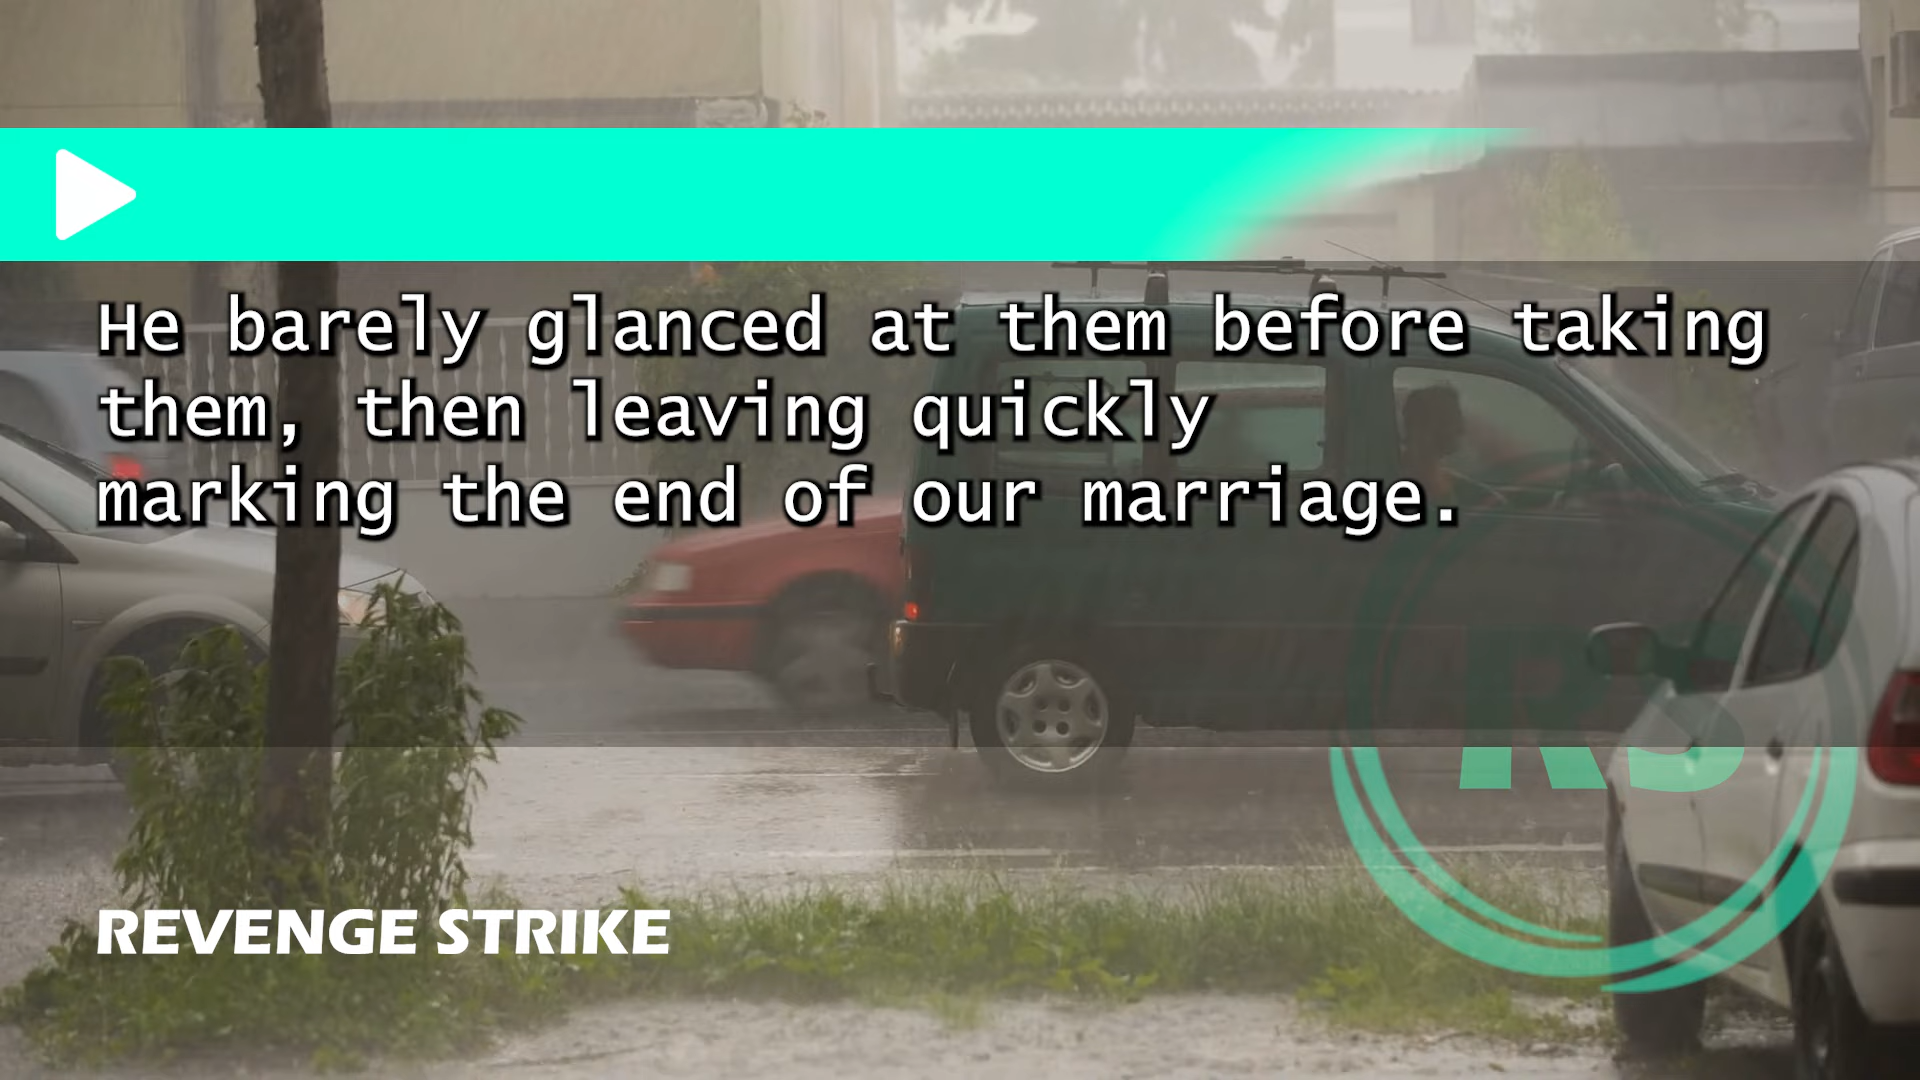 He barely glanced at them before taking
them, then leaving quickly
marking the end of our marriage.
RS
REVENGE STRIKE